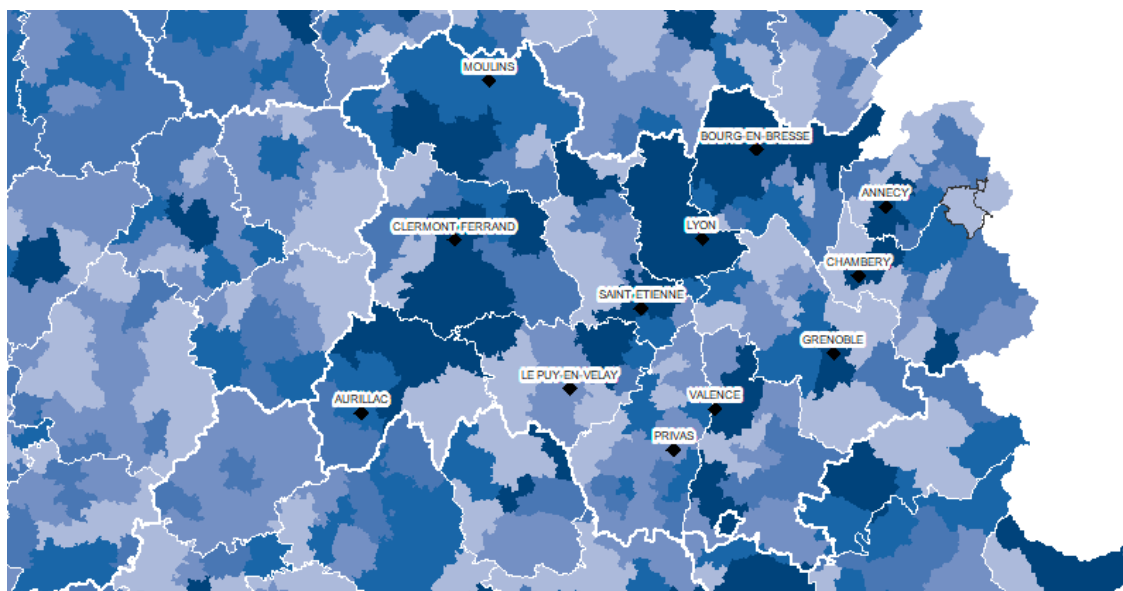 MOULINS
BOURG-EN-BRESSE
ANNECY
CLERMONT-FERRAND
LYON
CHAMBERY
SAINT-ETIENNE
GRENOBLE
LE PUY-EN-VELAY
AURILLAC
VALENCE
PRIVAS